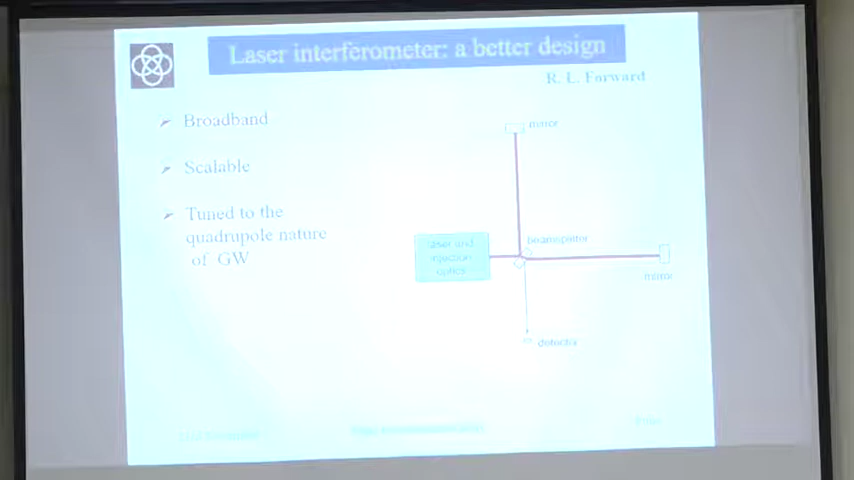 Laser interferometer: a better design
R. L. Forward
➢ Broadband
mirror
➢ Scalable
➢ Tuned to the
quadrupole nature
of GW
laser and
injection
optics
beamsplitter
mirror
detector